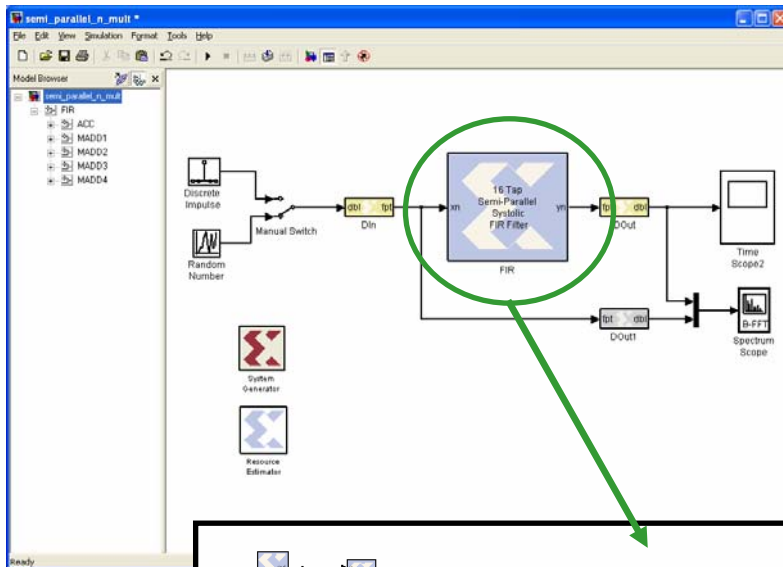 semi_parallel_n_mult *
File Edit View Simulation Format Tools Help
Model Browser
semi_parallel_n_mult
FIR
ACC
MADD1
MADD2
MADD3
MADD4
Discrete
Impulse
Random
Number
Manual Switch
dbl fpt
DIn
xn
16 Tap
Semi-Parallel
Systolic
FIR Filter
yn
FIR
fpt dbl
DOut
Time
Scope2
fpt dbl
DOut1
B-FFT
Spectrum
Scope
System
Generator
Resource
Estimator
Ready